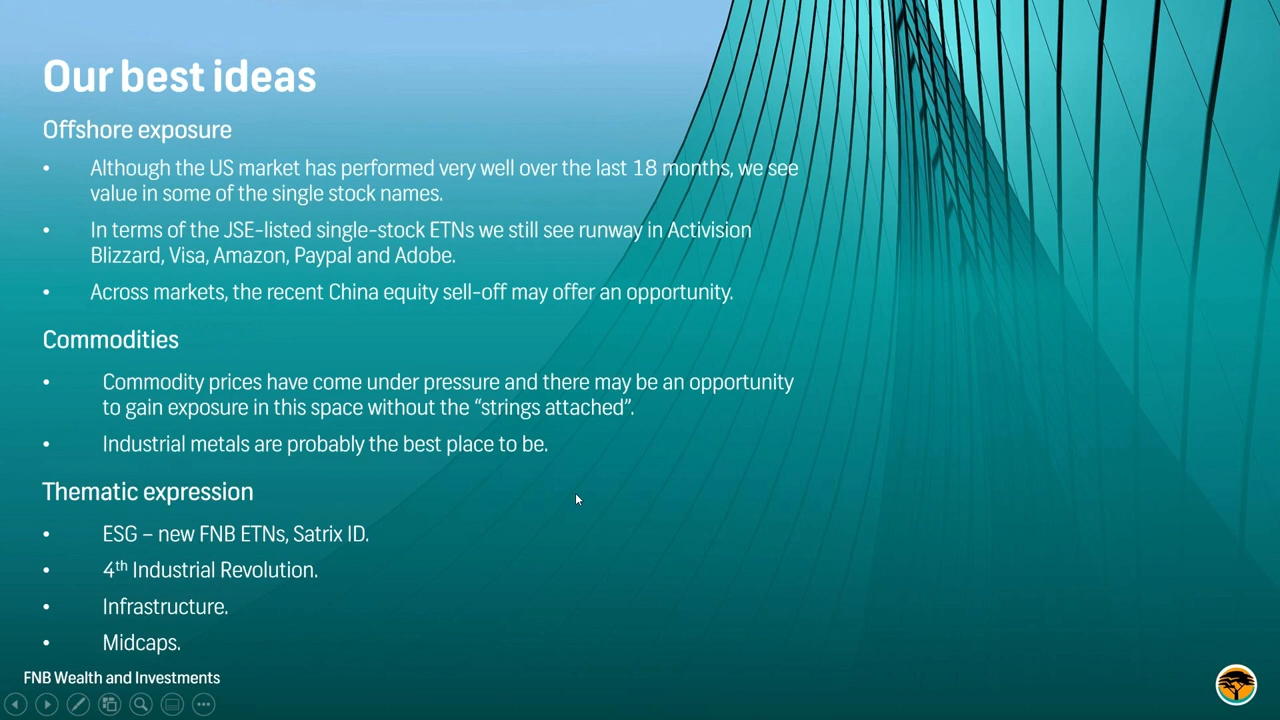 Our best ideas
Offshore exposure
• Although the US market has performed very well over the last 18 months, we see
value in some of the single stock names.
• In terms of the JSE-listed single-stock ETNs we still see runway in Activision
Blizzard, Visa, Amazon, Paypal and Adobe.
• Across markets, the recent China equity sell-off may offer an opportunity.
Commodities
• Commodity prices have come under pressure and there may be an opportunity
to gain exposure in this space without the “strings attached”.
• Industrial metals are probably the best place to be.
Thematic expression
• ESG – new FNB ETNs, Satrix ID.
• 4th Industrial Revolution.
• Infrastructure.
• Midcaps.
FNB Wealth and Investments